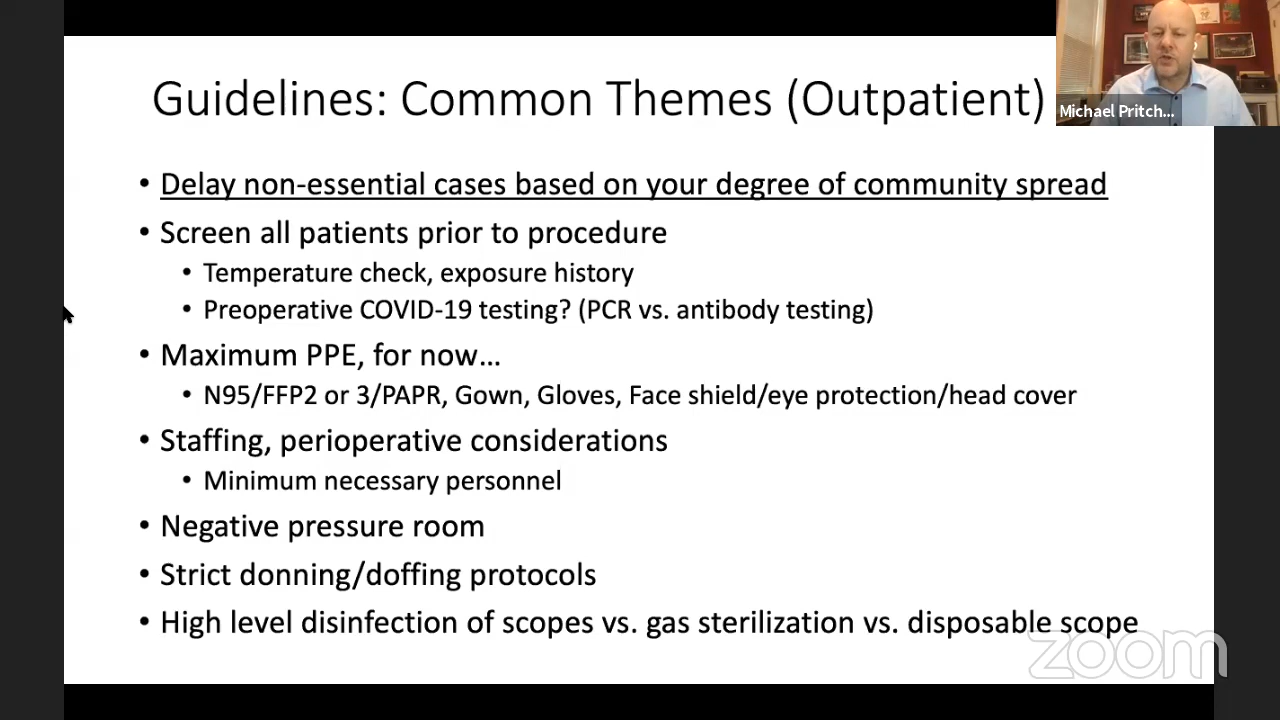 Guidelines: Common Themes (Outpatient)
Michael Pritch...
• Delay non-essential cases based on your degree of community spread
• Screen all patients prior to procedure
• Temperature check, exposure history
• Preoperative COVID-19 testing? (PCR vs. antibody testing)
• Maximum PPE, for now...
• N95/FFP2 or 3/PAPR, Gown, Gloves, Face shield/eye protection/head cover
• Staffing, perioperative considerations
• Minimum necessary personnel
• Negative pressure room
• Strict donning/doffing protocols
• High level disinfection of scopes vs. gas sterilization vs. disposable scope
zoom